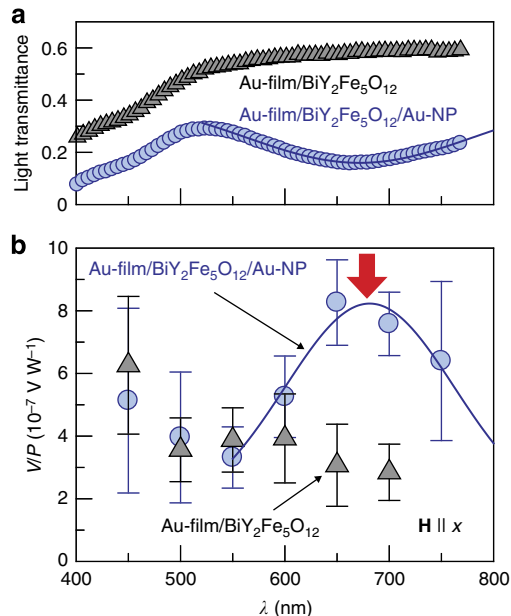 a
0.6
0.4
0.2
0
Light transmittance
Au-film/BiY₂Fe₅O₁₂
Au-film/BiY₂Fe₅O₁₂/Au-NP
b
10
8
6
4
2
0
V/P (10⁻⁷ V W⁻¹)
Au-film/BiY₂Fe₅O₁₂/Au-NP
Au-film/BiY₂Fe₅O₁₂
H || x
400 500 600 700 800
λ (nm)